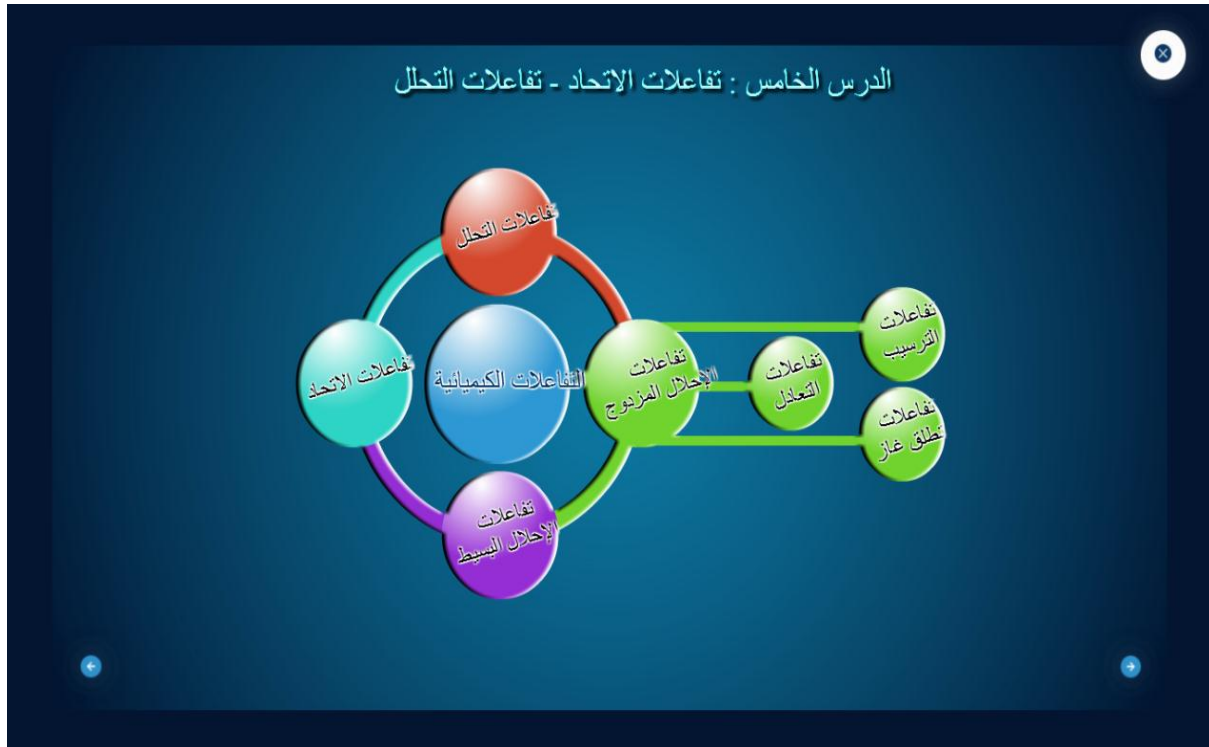 الدرس الخامس : تفاعلات الاتحاد - تفاعلات التحلل
تفاعلات التحلل
التفاعلات الكيميائية
تفاعلات الاتحاد
تفاعلات
الإحلال المزدوج
تفاعلات
الإحلال البسيط
تفاعلات
الترسيب
تفاعلات
التعادل
تفاعلات
تطلق غاز